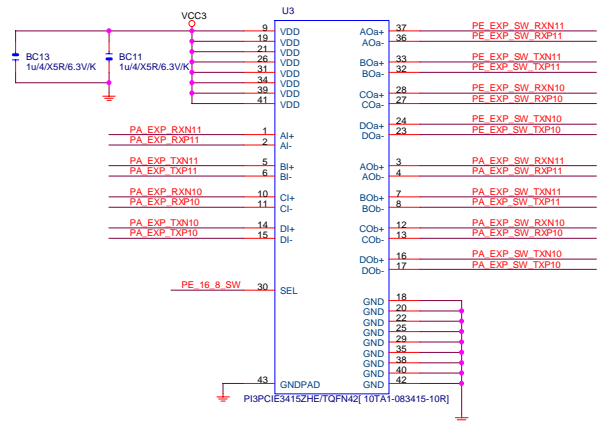 U3
VCC3
BC13
1u/4/X5R/6.3V/K
BC11
1u/4/X5R/6.3V/K
9 VDD
19 VDD
21 VDD
26 VDD
31 VDD
34 VDD
39 VDD
41 VDD
PA_EXP_RXN11 1 AI+
PA_EXP_RXP11 2 AI-
PA_EXP_TXN11 5 BI+
PA_EXP_TXP11 6 BI-
PA_EXP_RXN10 10 CI+
PA_EXP_RXP10 11 CI-
PA_EXP_TXN10 14 DI+
PA_EXP_TXP10 15 DI-
PE_16_8_SW 30 SEL
43 GNDPAD
AOa+ 37 PE_EXP_SW_RXN11
AOa- 36 PE_EXP_SW_RXP11
BOa+ 33 PE_EXP_SW_TXN11
BOa- 32 PE_EXP_SW_TXP11
COa+ 28 PE_EXP_SW_RXN10
COa- 27 PE_EXP_SW_RXP10
DOa+ 24 PE_EXP_SW_TXN10
DOa- 23 PE_EXP_SW_TXP10
AOb+ 3 PA_EXP_SW_RXN11
AOb- 4 PA_EXP_SW_RXP11
BOb+ 7 PA_EXP_SW_TXN11
BOb- 8 PA_EXP_SW_TXP11
COb+ 12 PA_EXP_SW_RXN10
COb- 13 PA_EXP_SW_RXP10
DOb+ 16 PA_EXP_SW_TXN10
DOb- 17 PA_EXP_SW_TXP10
GND 18
GND 20
GND 22
GND 25
GND 29
GND 35
GND 38
GND 40
GND 42
PI3PCIE3415ZHE/TQFN42[ 10TA1-083415-10R]